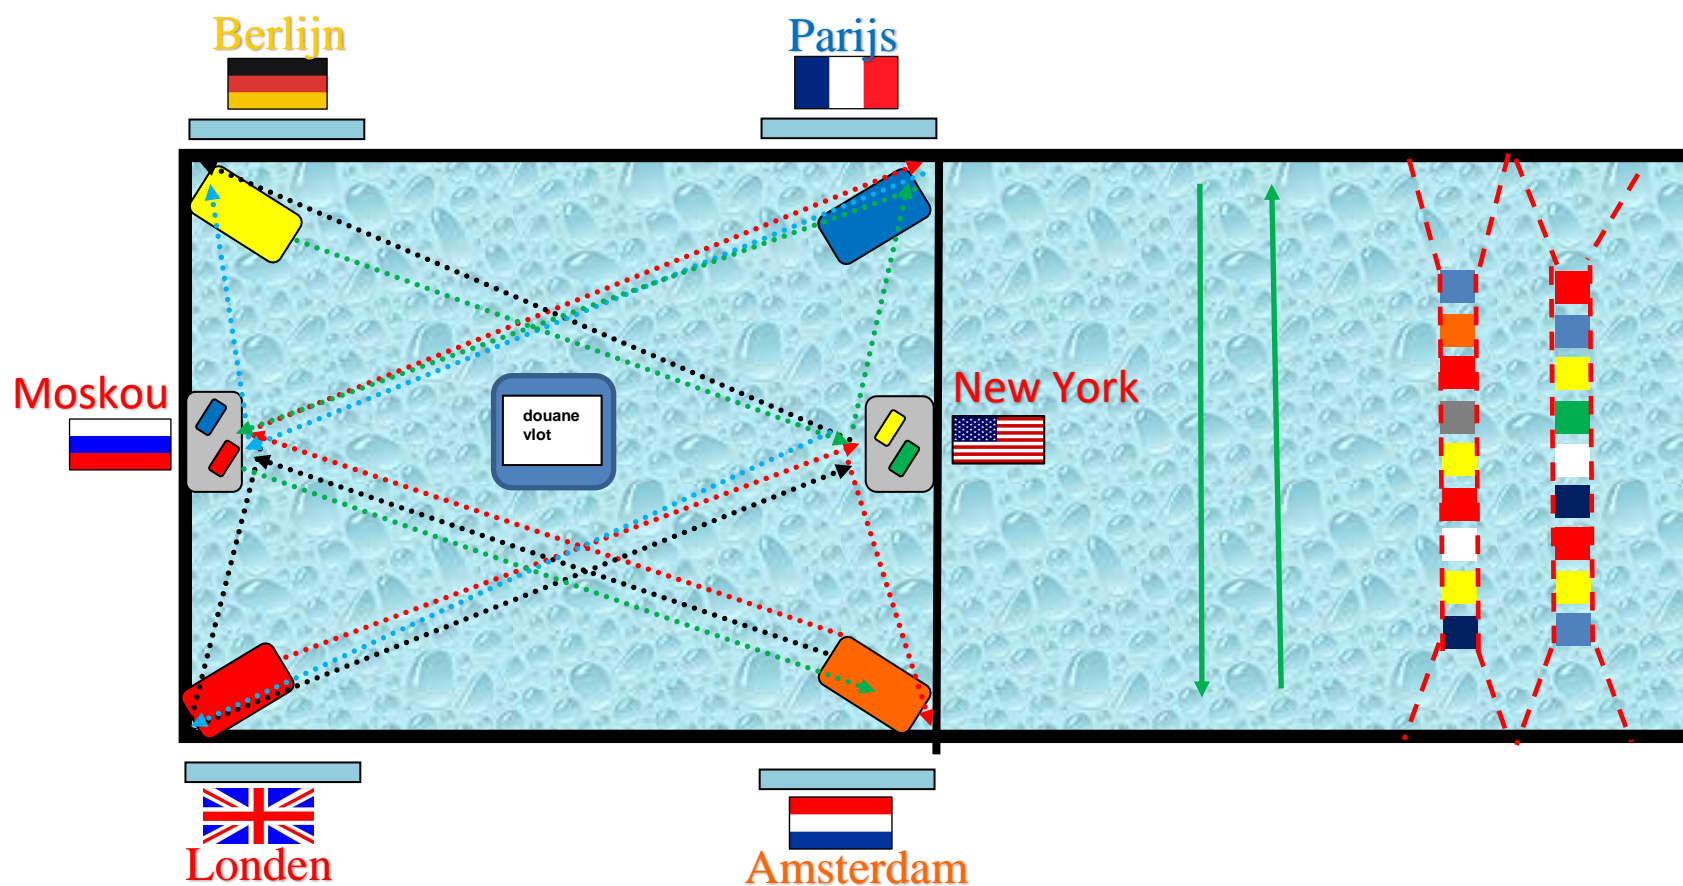 Berlijn
Parijs
Moskou
douane
vlot
New York
Londen
Amsterdam